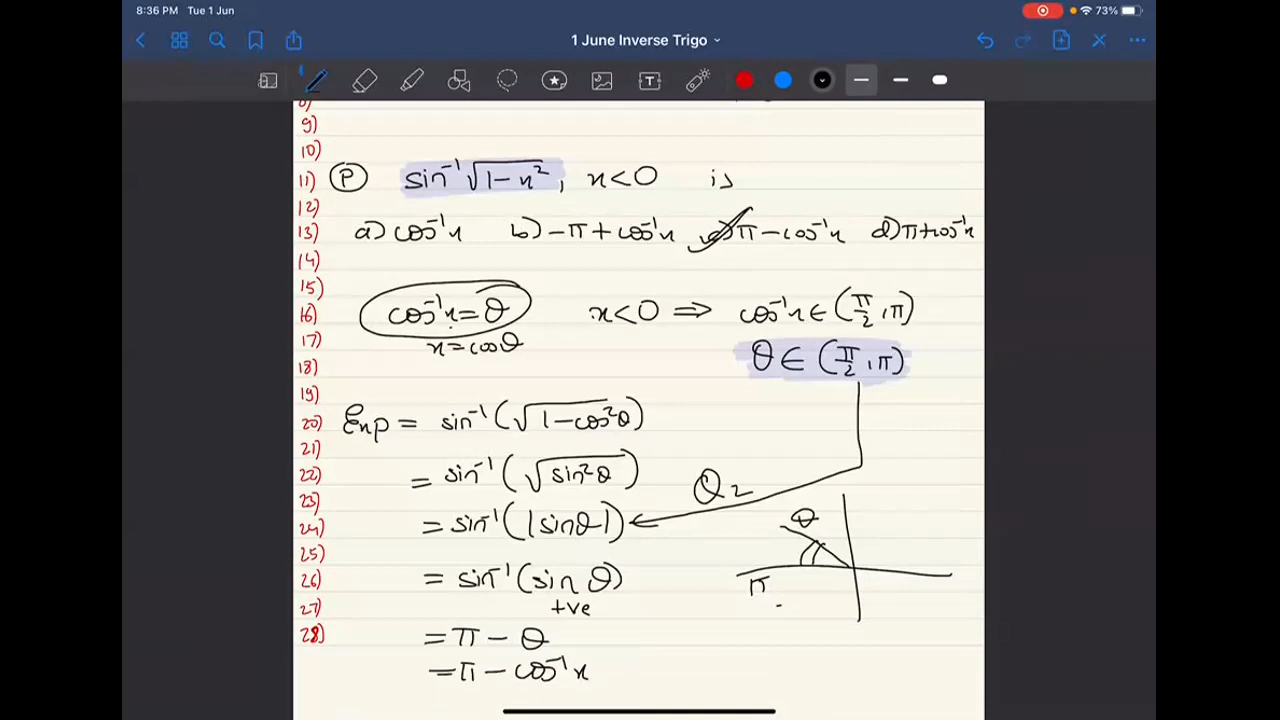 8:36 PM Tue 1 Jun 73%
1 June Inverse Trigo
T
8)
9)
10)
11) P sin⁻¹√1-x², x<0 is
12)
13) a) cos⁻¹x b) -π+cos⁻¹x c) π-cos⁻¹x d) π+cos⁻¹x
14)
15)
16) cos⁻¹x=θ x<0 ⇒ cos⁻¹x∈(π/2,π)
17) x=cosθ
18) θ∈(π/2,π)
19)
20) Exp = sin⁻¹(√1-cos²θ)
21)
22) = sin⁻¹(√sin²θ) Q2
23)
24) = sin⁻¹(|sinθ|) θ
25)
26) = sin⁻¹(sin θ) π
27) +ve
28) = π - θ
= π - cos⁻¹x